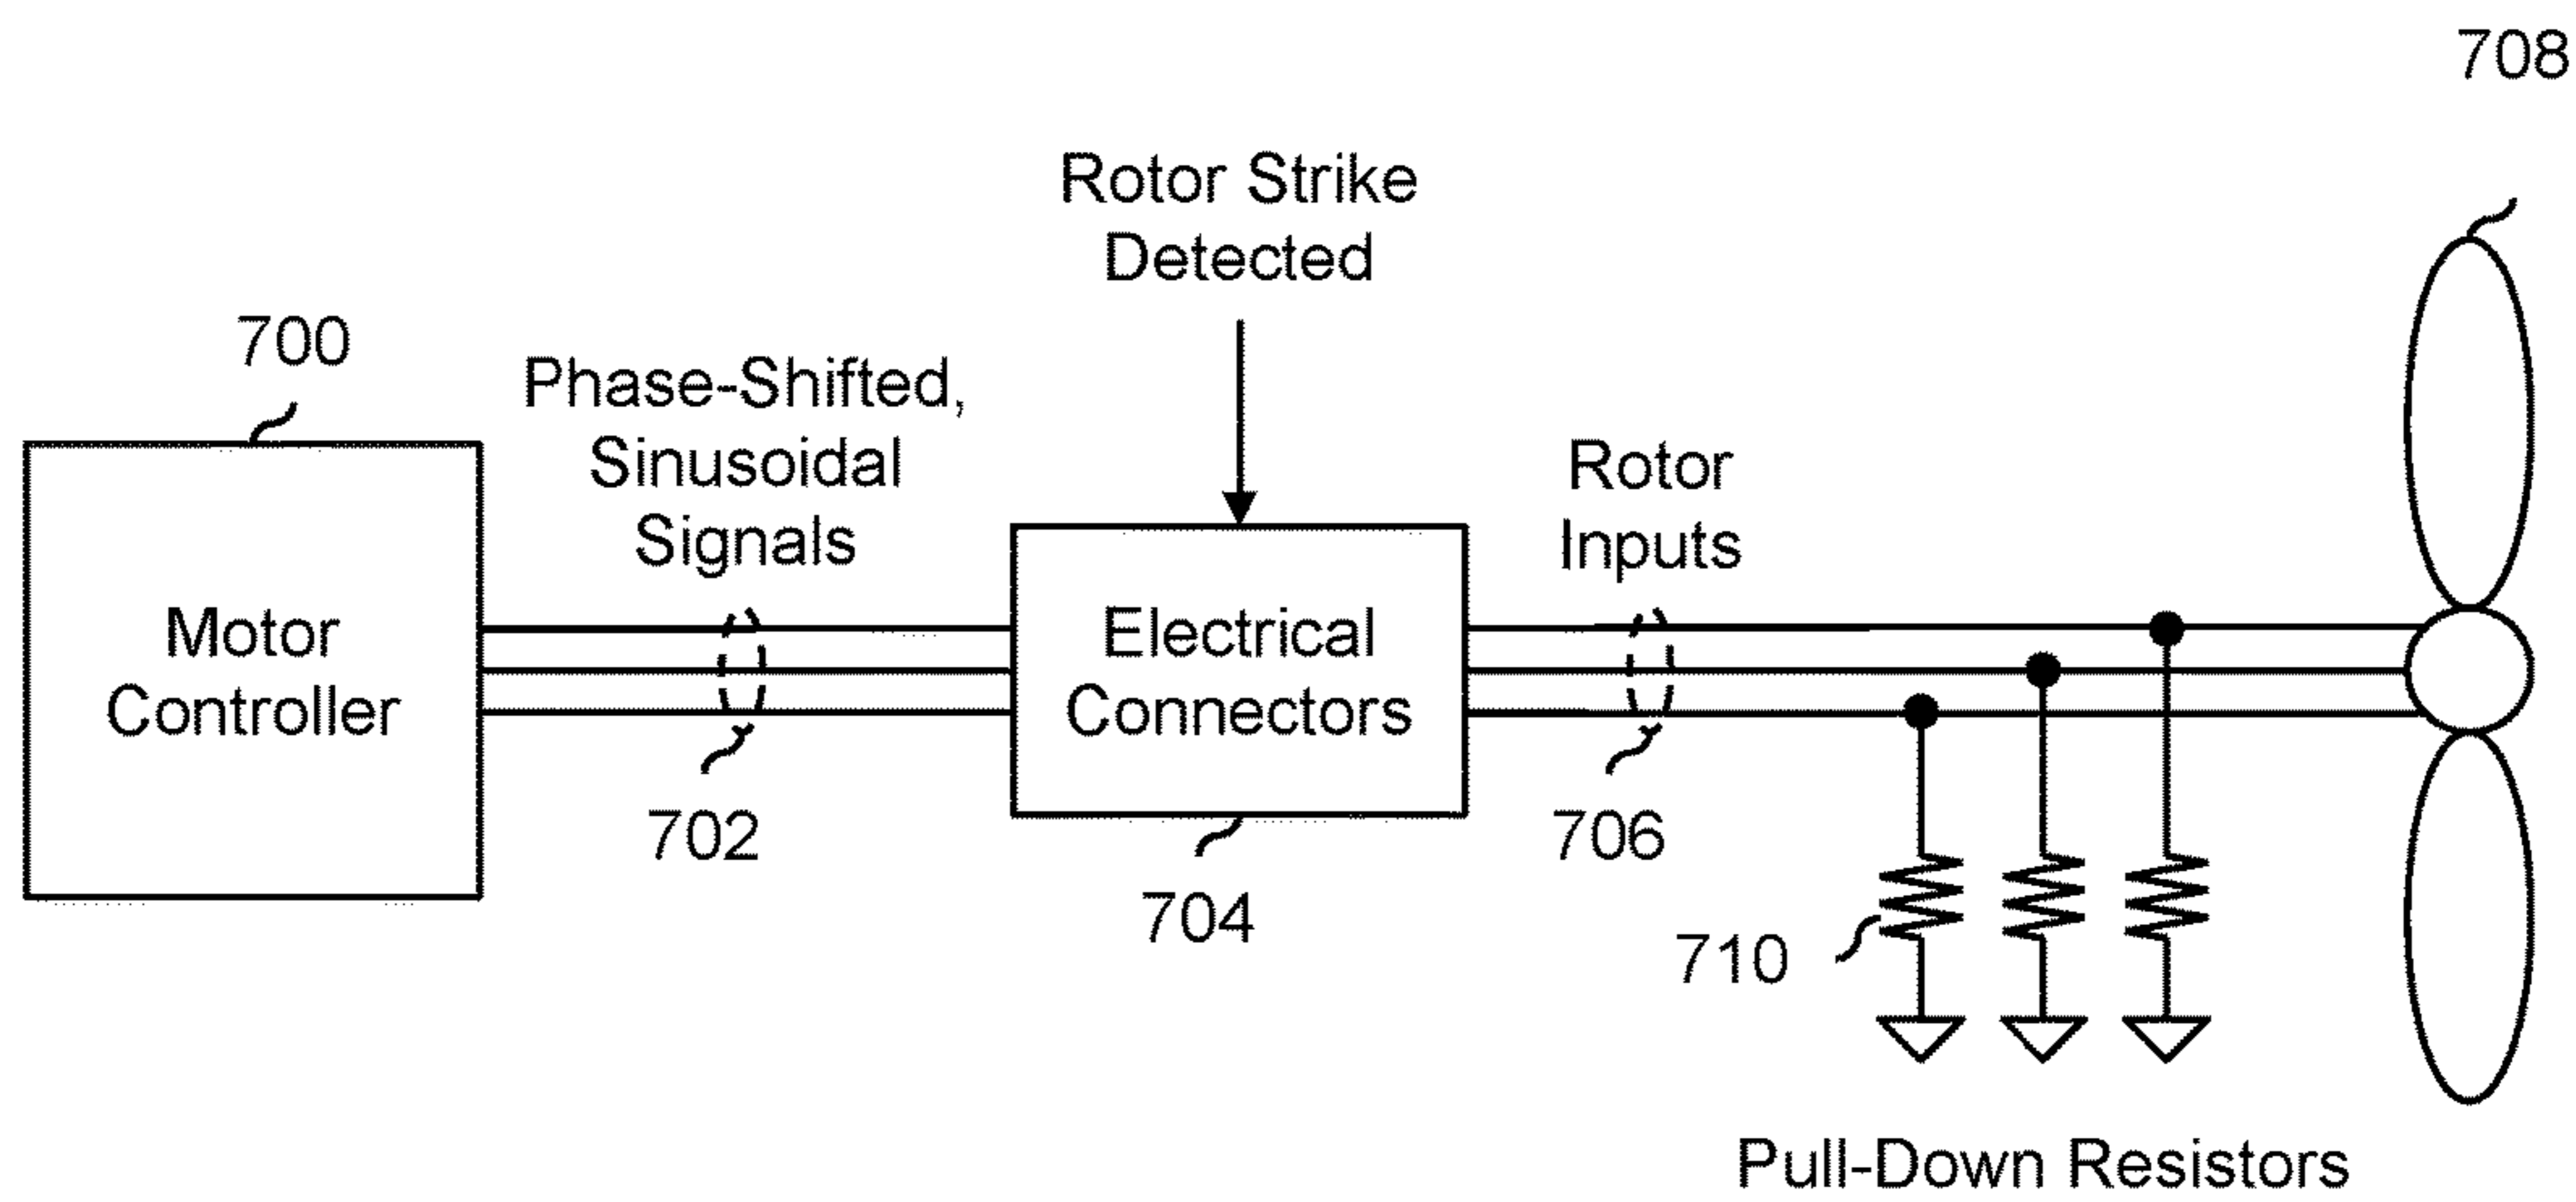 708
Rotor Strike
Detected
700
Phase-Shifted,
Sinusoidal
Signals
Rotor
Inputs
Motor
Controller
Electrical
Connectors
702
706
704
710
Pull-Down Resistors